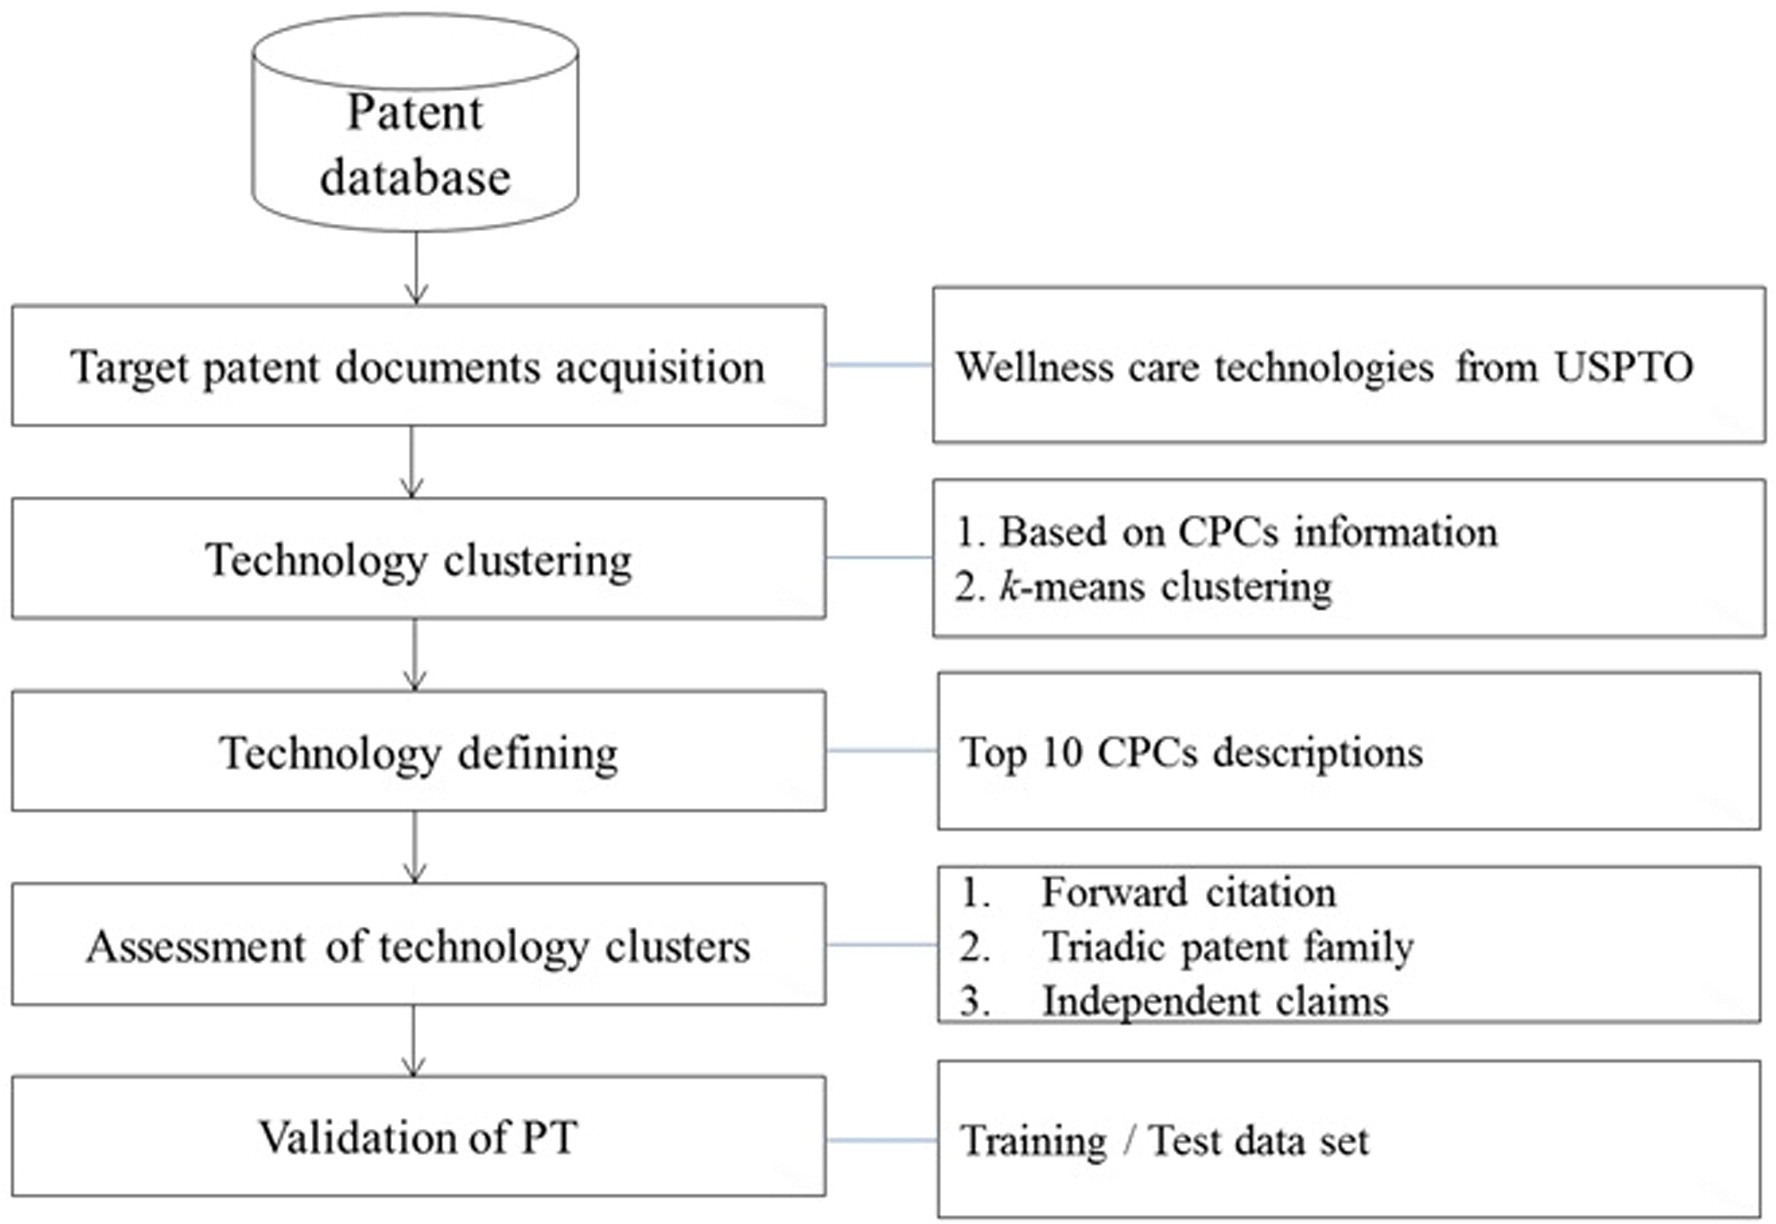 Patent
database
Target patent documents acquisition
Wellness care technologies from USPTO
Technology clustering
1. Based on CPCs information
2. k-means clustering
Technology defining
Top 10 CPCs descriptions
Assessment of technology clusters
1. Forward citation
2. Triadic patent family
3. Independent claims
Validation of PT
Training / Test data set